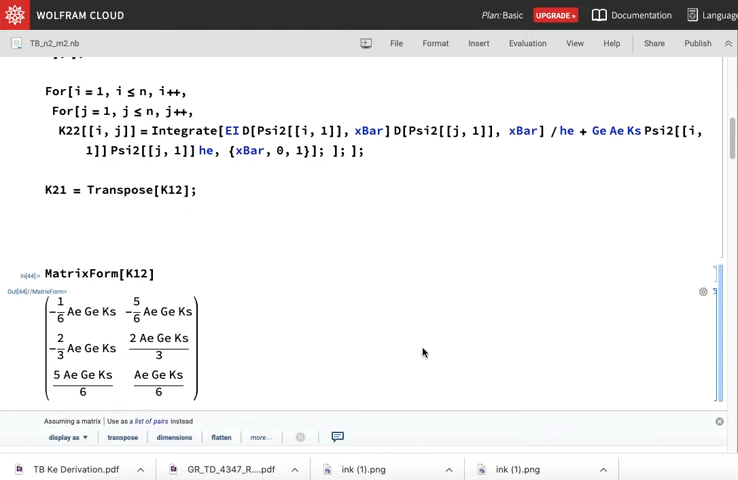 WOLFRAM CLOUD Plan: Basic UPGRADE » Documentation Language
TB_n2_m2.nb File Format Insert Evaluation View Help Share Publish
For[i = 1, i ≤ n, i++,
For[j = 1, j ≤ n, j++,
K22[[i, j]] = Integrate[EI D[Psi2[[i, 1]], xBar] D[Psi2[[j, 1]], xBar] / he + Ge Ae Ks Psi2[[i,
1]] Psi2[[j, 1]] he, {xBar, 0, 1}]; ]; ];
K21 = Transpose[K12];
In[44]:= MatrixForm[K12]
Out[44]//MatrixForm=
-1/6 Ae Ge Ks -5/6 Ae Ge Ks
-2/3 Ae Ge Ks 2 Ae Ge Ks/3
5 Ae Ge Ks/6 Ae Ge Ks/6
Assuming a matrix | Use as a list of pairs instead
display as ▼ transpose dimensions flatten more...
TB Ke Derivation.pdf GR_TD_4347_R....pdf ink (1).png ink (1).png